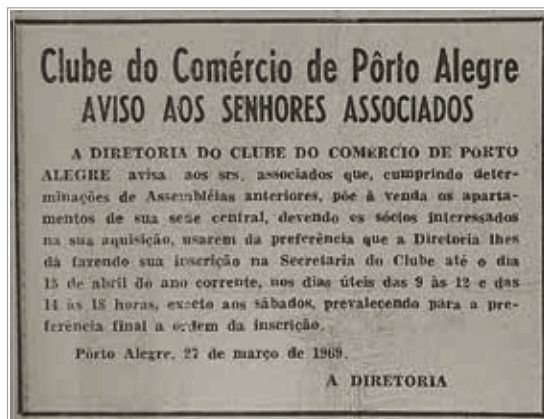 Clube do Comércio de Pôrto Alegre
AVISO AOS SENHORES ASSOCIADOS
A DIRETORIA DO CLUBE DO COMERCIO DE PORTO
ALEGRE avisa aos srs. associados que, cumprindo deter-
minações de Assembléias anteriores, põe à venda os aparta-
mentos de sua sede central, devendo os sócios interessados
na sua aquisição, usarem da preferência que a Diretoria lhes
dá fazendo sua inscrição na Secretaria do Clube até o dia
15 de abril do ano corrente, nos dias úteis das 9 às 12 e das
14 às 18 horas, exceto aos sábados, prevalecendo para a pre-
ferência final a ordem da inscrição.
Pôrto Alegre, 27 de março de 1969.
A DIRETORIA